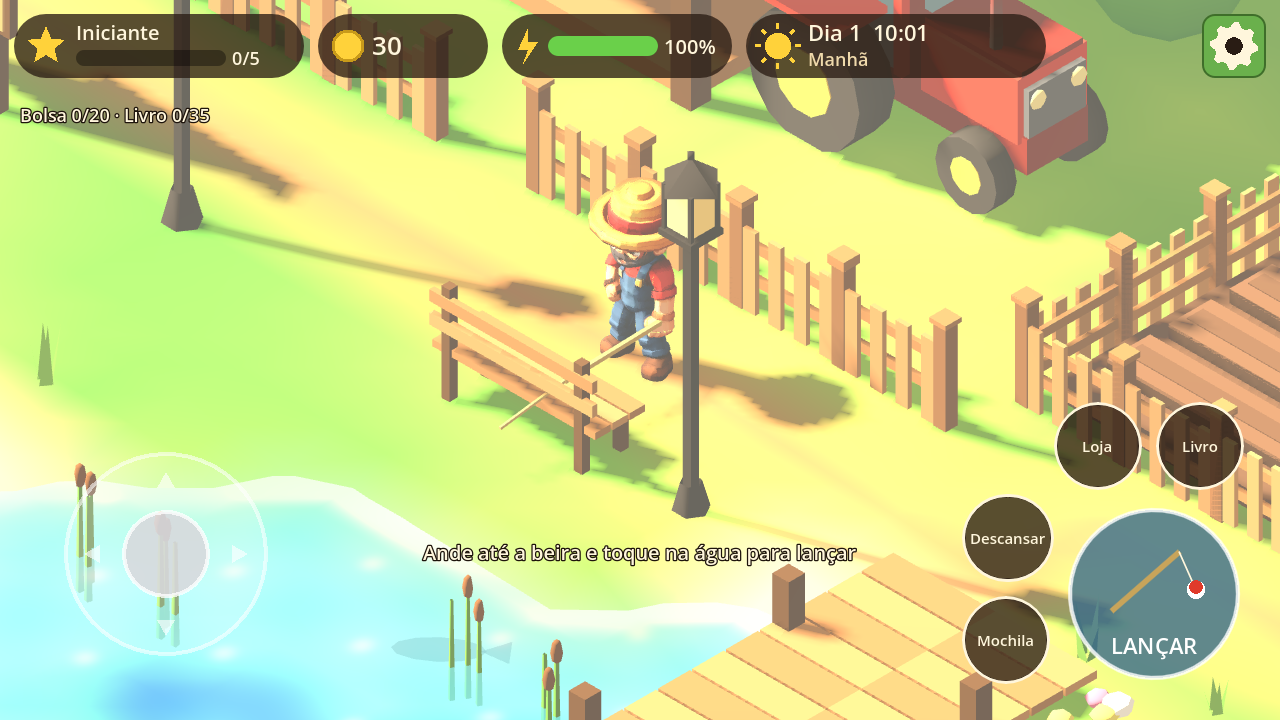 Iniciante
0/5
30
100%
Dia 1 10:01
Manhã
Bolsa 0/20 · Livro 0/35
Loja
Livro
Descansar
Ande até a beira e toque na água para lançar
Mochila
LANÇAR